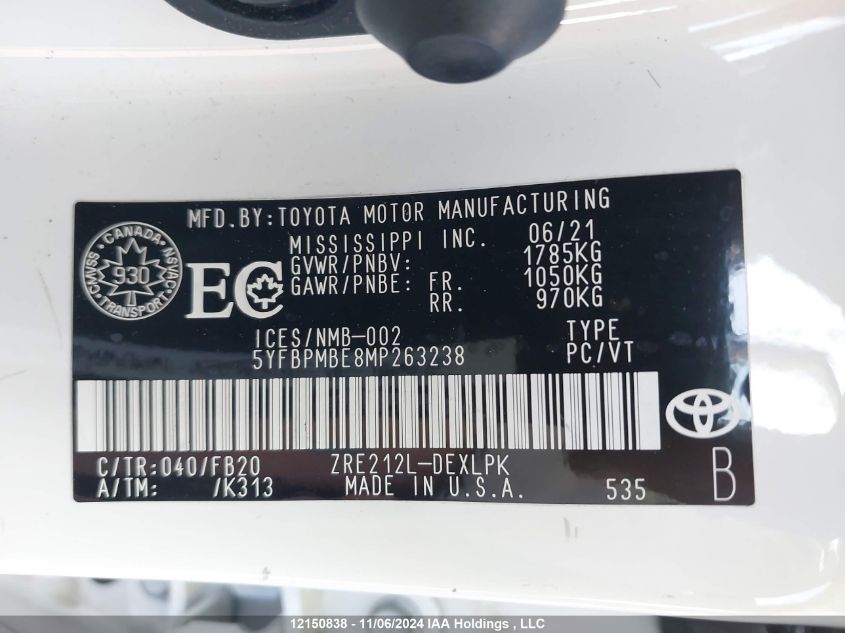 MFD.BY:TOYOTA MOTOR MANUFACTURING
MISSISSIPPI INC. 06/21
GVWR/PNBV: 1785KG
GAWR/PNBE: FR. 1050KG
RR. 970KG
CANADA
CMVSS NSVAC
930
TRANSPORT
EC
ICES/NMB-002 TYPE
5YFBPMBE8MP263238 PC/VT
C/TR:040/FB20 ZRE212L-DEXLPK
A/TM: /K313 MADE IN U.S.A. 535 B
12150838 - 11/06/2024 IAA Holdings , LLC